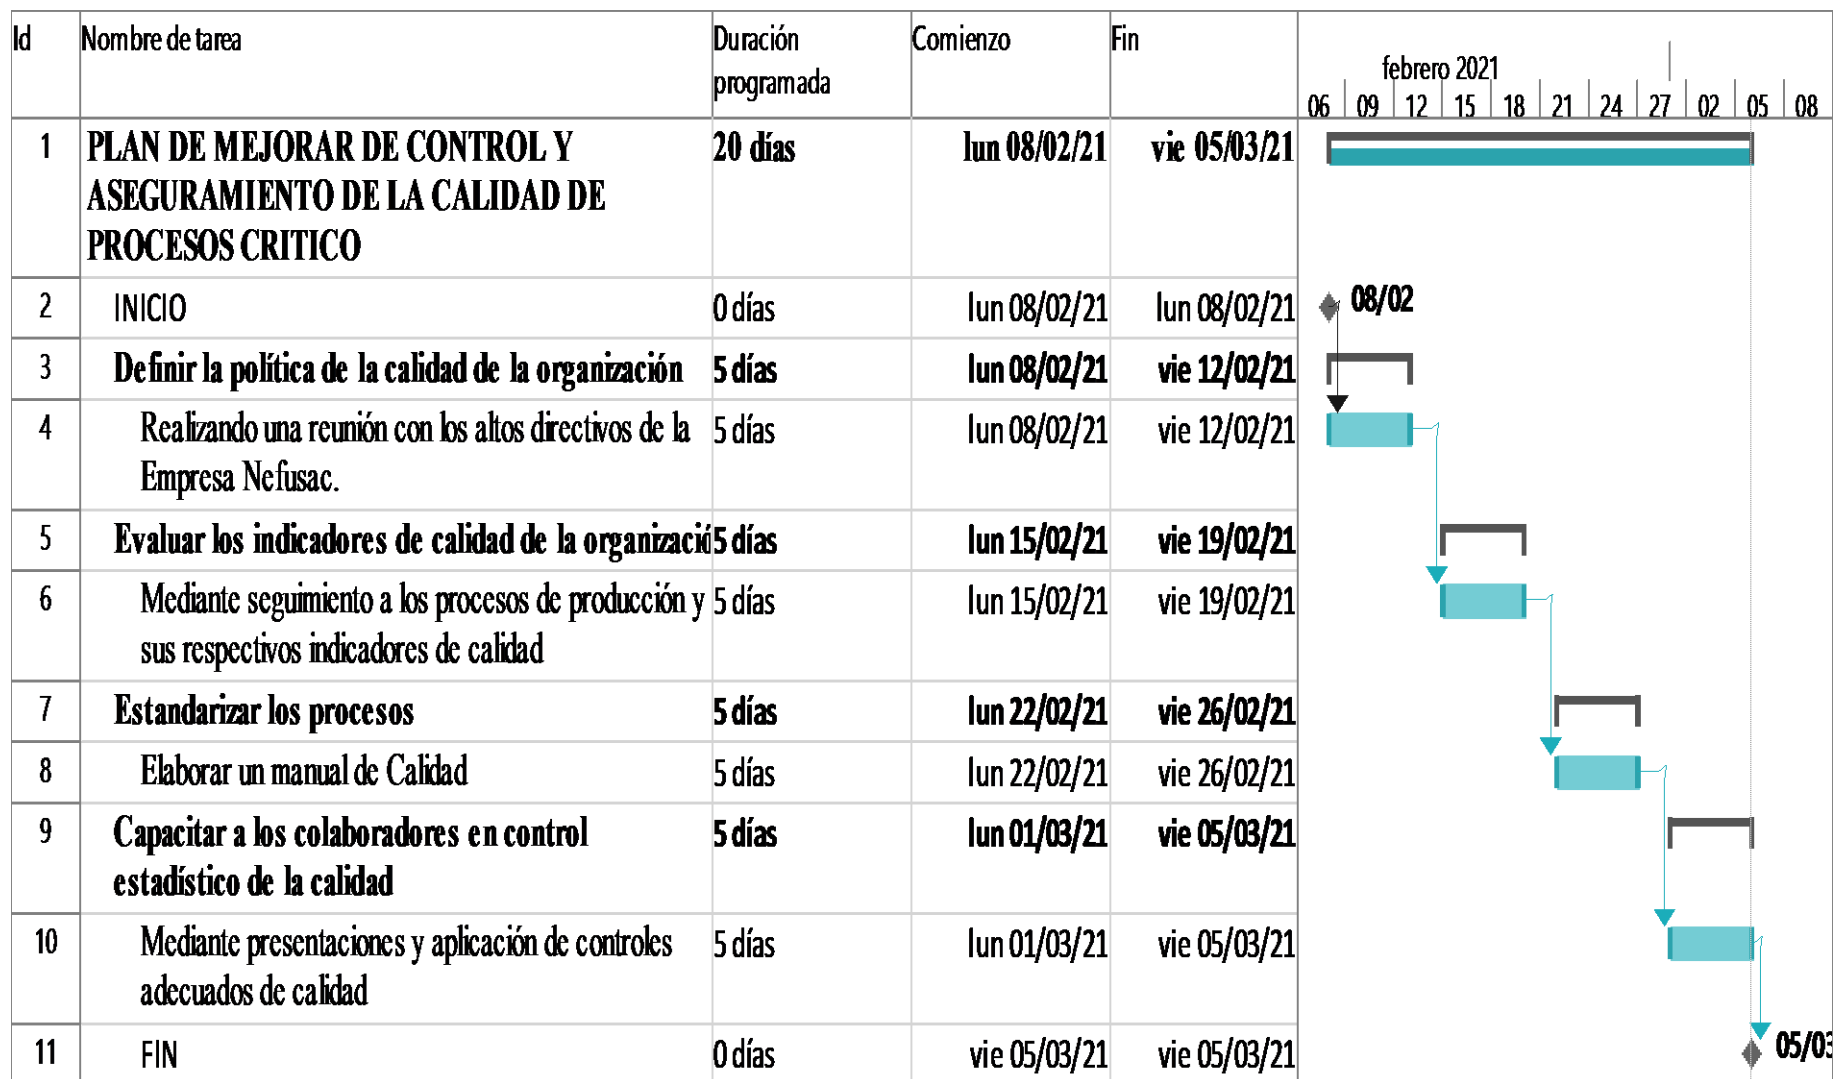 Id Nombre de tarea Duración programada Comienzo Fin
febrero 2021
06 09 12 15 18 21 24 27 02 05 08
1 PLAN DE MEJORAR DE CONTROL Y 20 días lun 08/02/21 vie 05/03/21
ASEGURAMIENTO DE LA CALIDAD DE
PROCESOS CRITICO
2 INICIO 0 días lun 08/02/21 lun 08/02/21 08/02
3 Definir la política de la calidad de la organización 5 días lun 08/02/21 vie 12/02/21
4 Realizando una reunión con los altos directivos de la 5 días lun 08/02/21 vie 12/02/21
Empresa Nefusac.
5 Evaluar los indicadores de calidad de la organizació 5 días lun 15/02/21 vie 19/02/21
6 Mediante seguimiento a los procesos de producción y 5 días lun 15/02/21 vie 19/02/21
sus respectivos indicadores de calidad
7 Estandarizar los procesos 5 días lun 22/02/21 vie 26/02/21
8 Elaborar un manual de Calidad 5 días lun 22/02/21 vie 26/02/21
9 Capacitar a los colaboradores en control 5 días lun 01/03/21 vie 05/03/21
estadístico de la calidad
10 Mediante presentaciones y aplicación de controles 5 días lun 01/03/21 vie 05/03/21
adecuados de calidad
11 FIN 0 días vie 05/03/21 vie 05/03/21 05/03